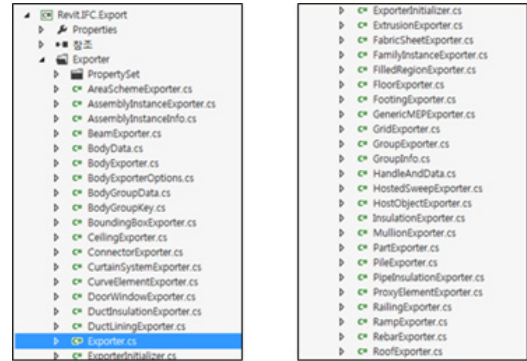 Revit.IFC.Export
Properties
참조
Exporter
PropertySet
AreaSchemeExporter.cs
AssemblyInstanceExporter.cs
AssemblyInstanceInfo.cs
BeamExporter.cs
BodyData.cs
BodyExporter.cs
BodyExporterOptions.cs
BodyGroupData.cs
BodyGroupKey.cs
BoundingBoxExporter.cs
CeilingExporter.cs
ConnectorExporter.cs
CurtainSystemExporter.cs
CurveElementExporter.cs
DoorWindowExporter.cs
DuctInsulationExporter.cs
DuctLiningExporter.cs
Exporter.cs
ExporterInitializer.cs
ExporterInitializer.cs
ExtrusionExporter.cs
FabricSheetExporter.cs
FamilyInstanceExporter.cs
FilledRegionExporter.cs
FloorExporter.cs
FootingExporter.cs
GenericMEPExporter.cs
GridExporter.cs
GroupExporter.cs
GroupInfo.cs
HandleAndData.cs
HostedSweepExporter.cs
HostObjectExporter.cs
InsulationExporter.cs
MullionExporter.cs
PartExporter.cs
PileExporter.cs
PipeInsulationExporter.cs
ProxyElementExporter.cs
RailingExporter.cs
RampExporter.cs
RebarExporter.cs
RoofExporter.cs